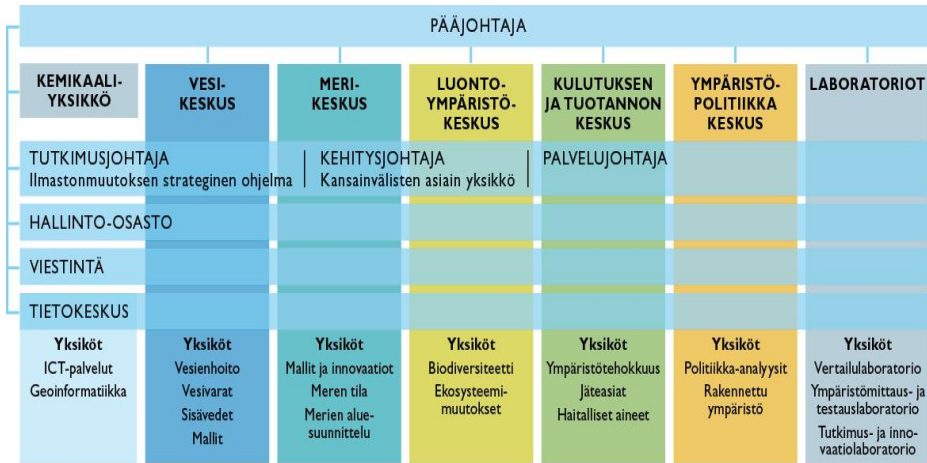 PÄÄJOHTAJA
KEMIKAALI-
YKSIKKÖ
VESI-
KESKUS
MERI-
KESKUS
LUONTO-
YMPÄRISTÖ-
KESKUS
KULUTUKSEN
JA TUOTANNON
KESKUS
YMPÄRISTÖ-
POLITIIKKA
KESKUS
LABORATORIOT
TUTKIMUSJOHTAJA
Ilmastonmuutoksen strateginen ohjelma
KEHITYSJOHTAJA
Kansainvälisten asiain yksikkö
PALVELUJOHTAJA
HALLINTO-OSASTO
VIESTINTÄ
TIETOKESKUS
Yksiköt
ICT-palvelut
Geoinformatiikka
Yksiköt
Vesienhoito
Vesivarat
Sisävedet
Mallit
Yksiköt
Mallit ja innovaatiot
Meren tila
Merien alue-
suunnittelu
Yksiköt
Biodiversiteetti
Ekosysteemi-
muutokset
Yksiköt
Ympäristötehokkuus
Jäteasiat
Haitalliset aineet
Yksiköt
Politiikka-analyysit
Rakennettu
ympäristö
Yksiköt
Vertailulaboratorio
Ympäristömittaus- ja
testauslaboratorio
Tutkimus- ja inno-
vaatiolaboratorio